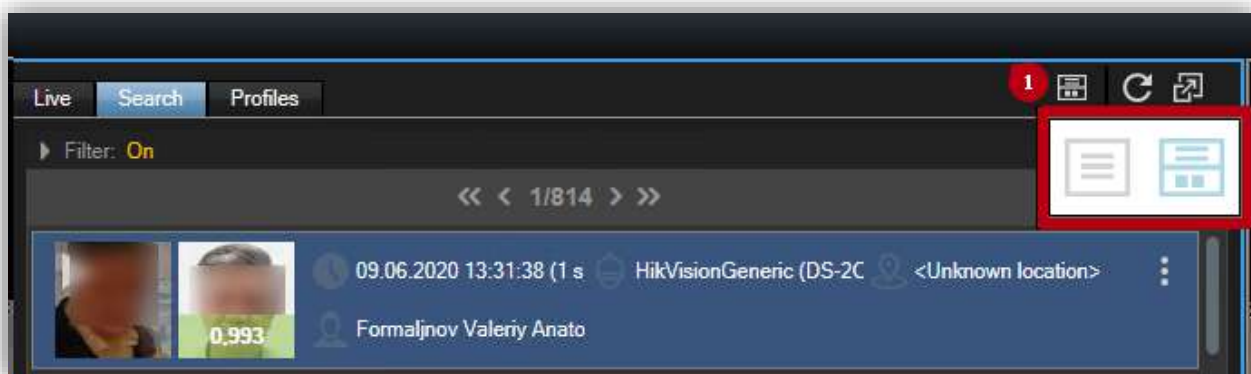 1
Live Search Profiles
Filter: On
1/814
09.06.2020 13:31:38 (1 s HikVisionGeneric (DS-2C <Unknown location>
0,993
Formaljnov Valeriy Anato